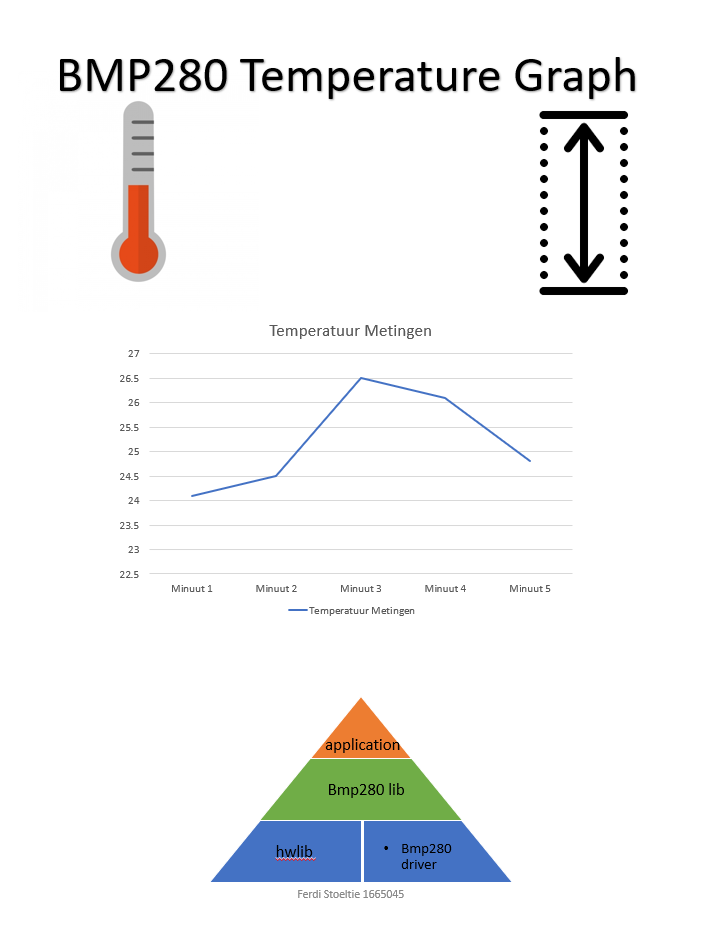 BMP280 Temperature Graph
Temperatuur Metingen
27
26.5
26
25.5
25
24.5
24
23.5
23
22.5
Minuut 1 Minuut 2 Minuut 3 Minuut 4 Minuut 5
Temperatuur Metingen
application
Bmp280 lib
hwlib
• Bmp280
driver
Ferdi Stoeltie 1665045